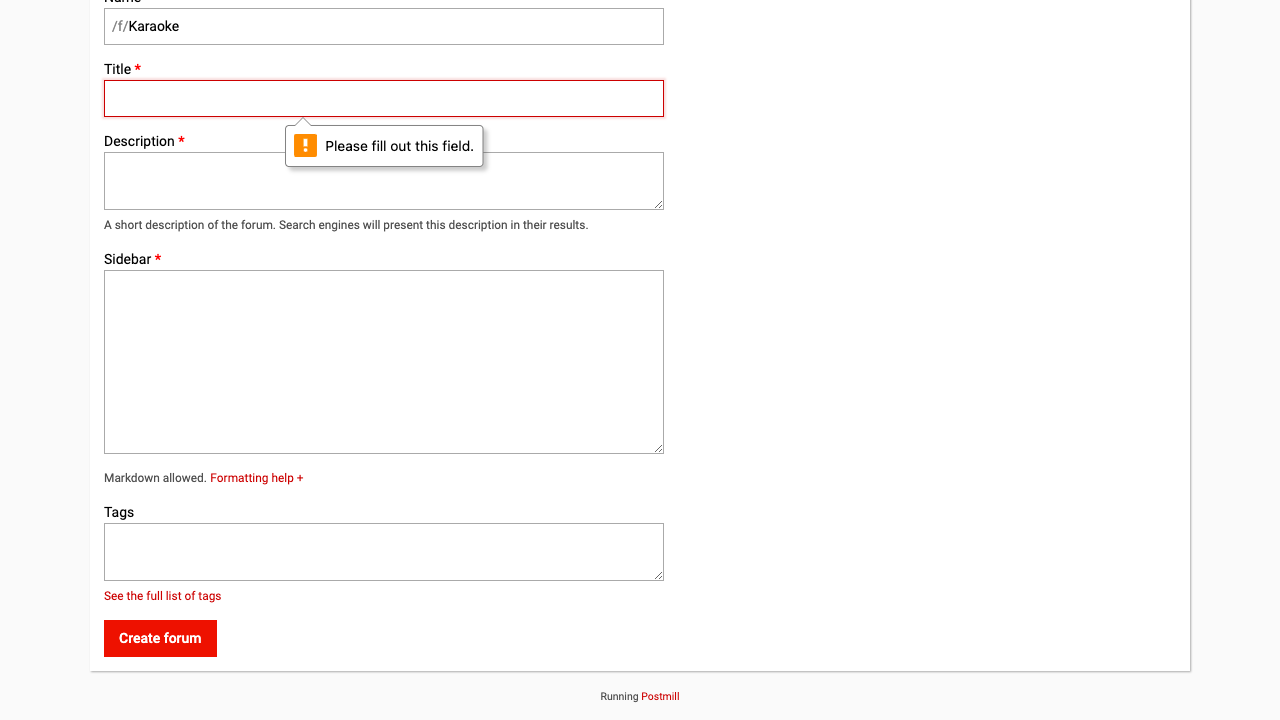 /f/Karaoke
Title *
Please fill out this field.
Description *
A short description of the forum. Search engines will present this description in their results.
Sidebar *
Markdown allowed. Formatting help +
Tags
See the full list of tags
Create forum
Running Postmill